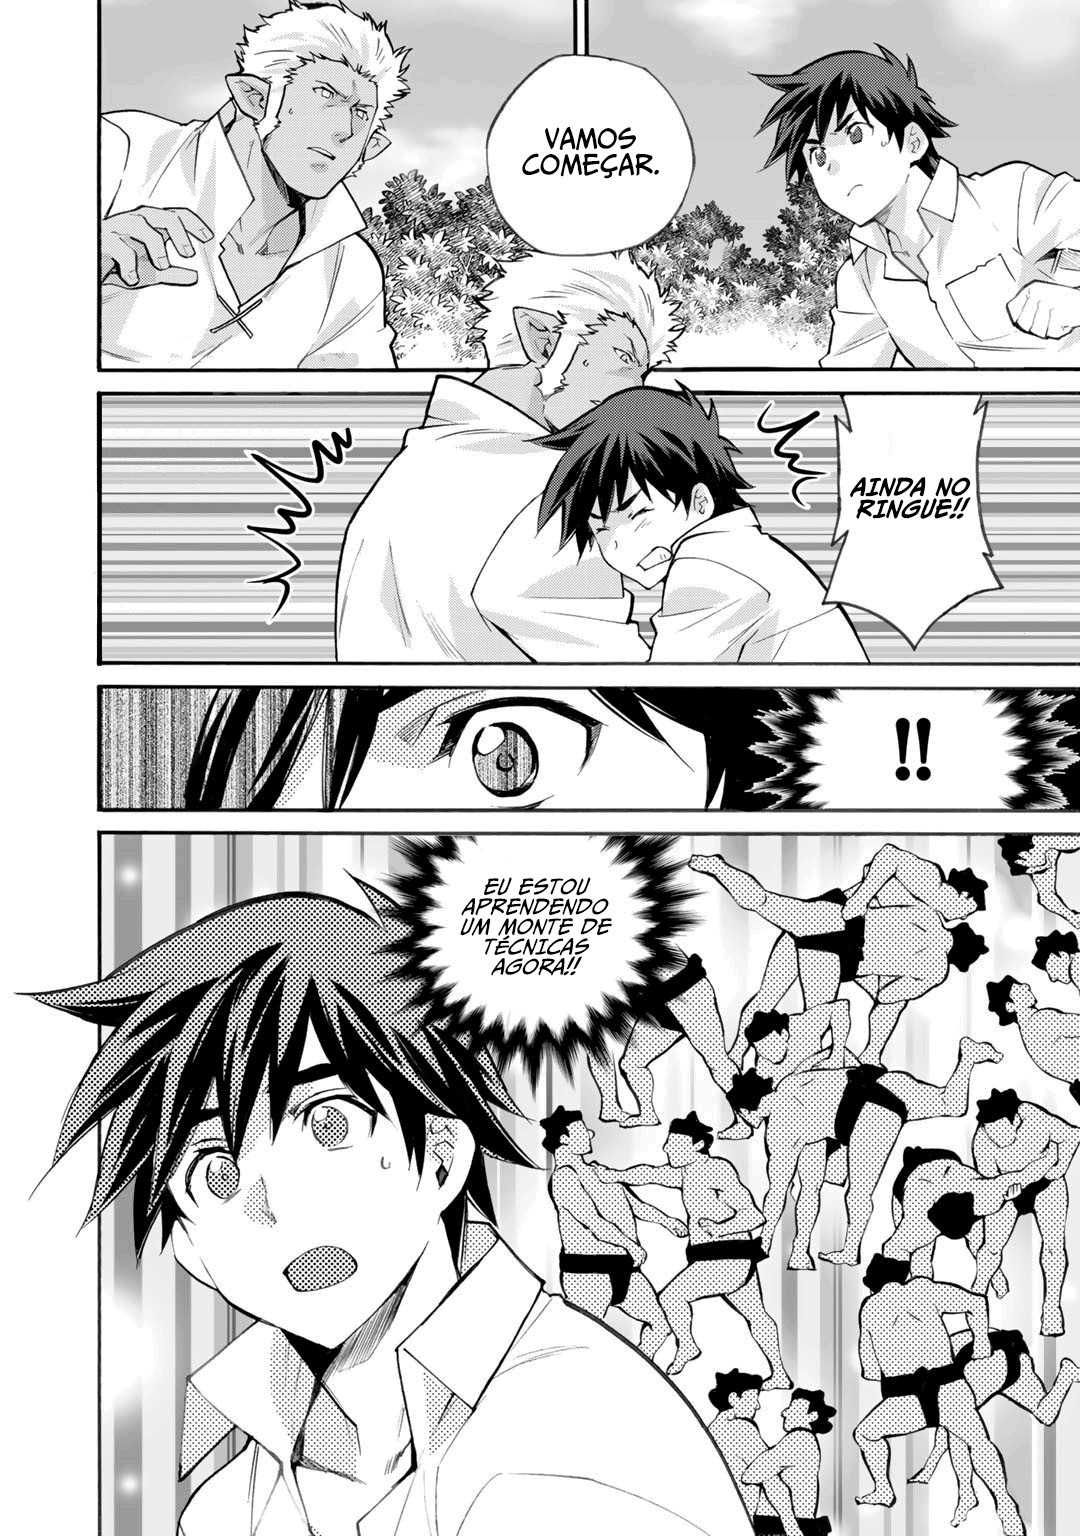 VAMOS
COMEÇAR.
AINDA NO
RINGUE!!
!!
EU ESTOU
APRENDENDO
UM MONTE DE
TÉCNICAS
AGORA!!